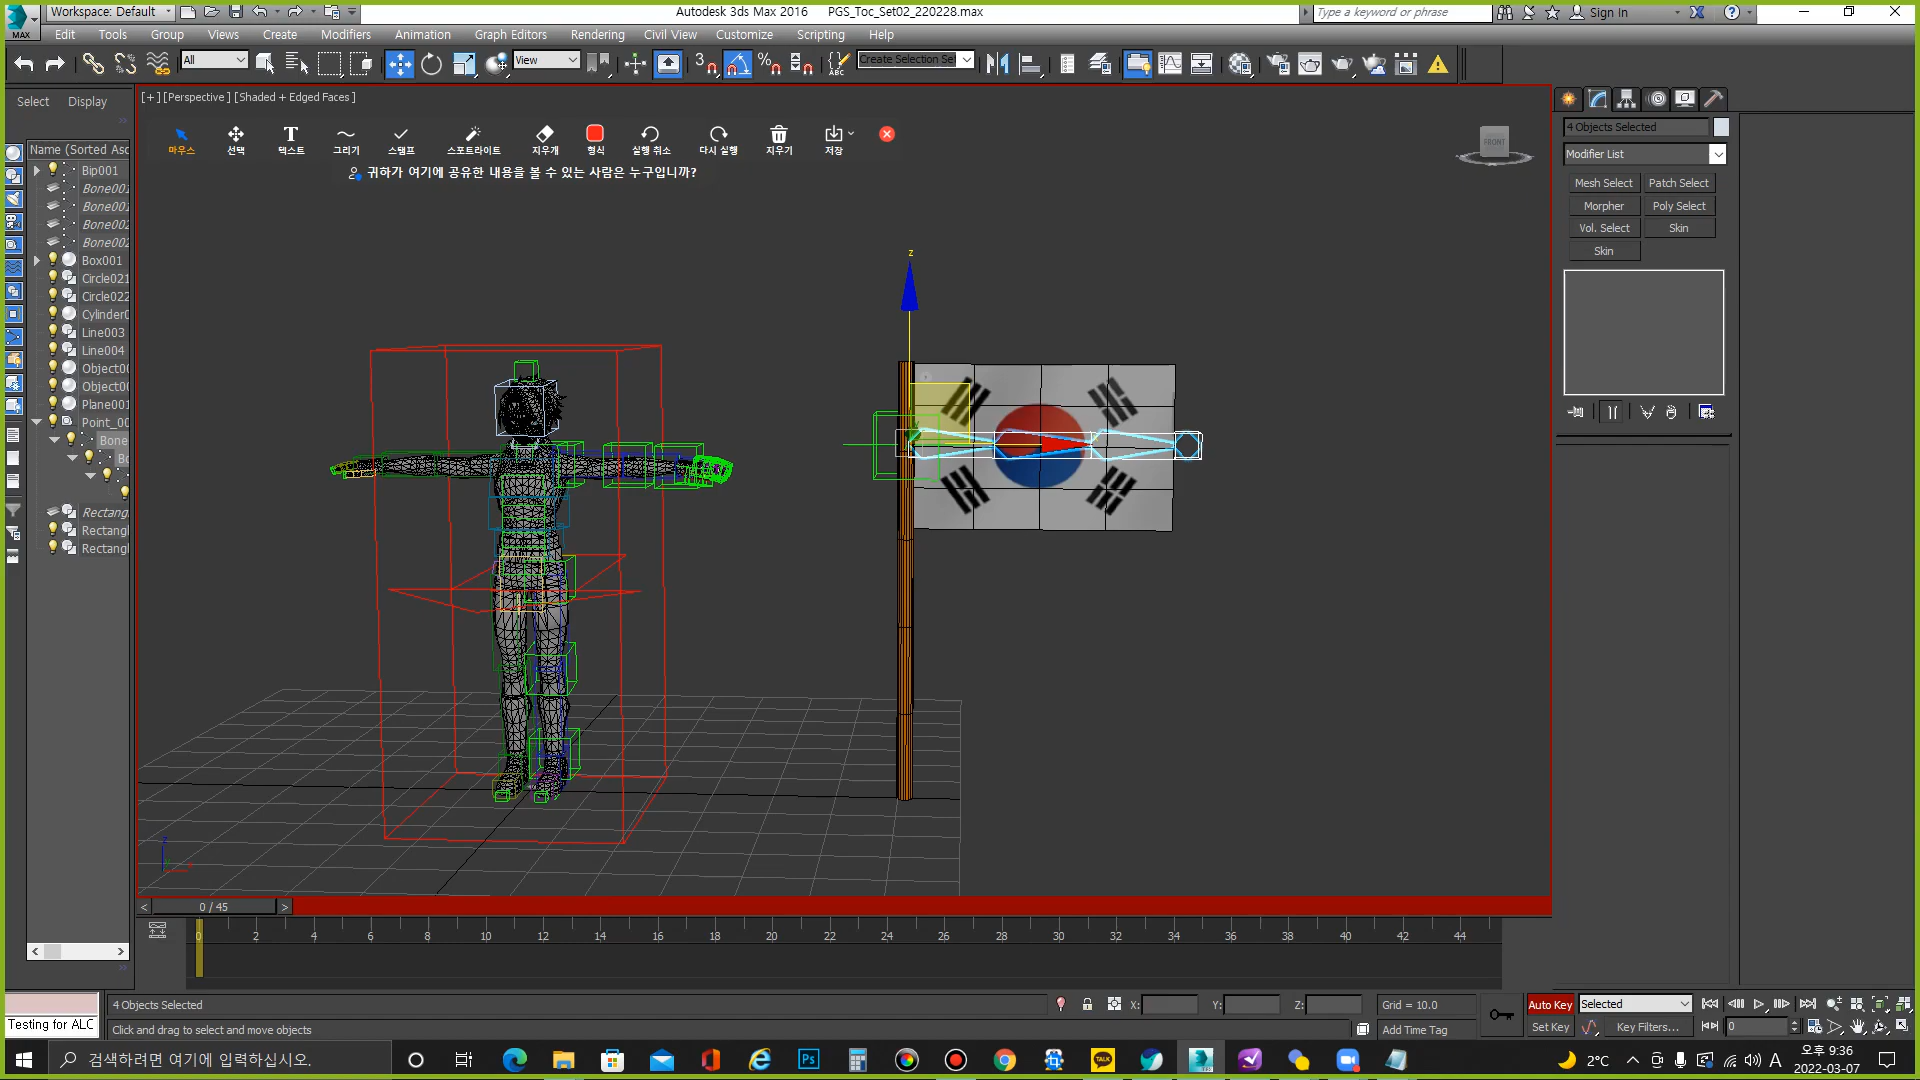 MAX
Workspace: Default
Autodesk 3ds Max 2016 PGS_Toc_Set02_220228.max
Type a keyword or phrase
Sign In
Edit Tools Group Views Create Modifiers Animation Graph Editors Rendering Civil View Customize Scripting Help
All
View
Create Selection Se
Select Display
[+] [Perspective] [Shaded + Edged Faces]
마우스 선택 텍스트 그리기 스탬프 스포트라이트 지우개 형식 실행 취소 다시 실행 지우기 저장
귀하가 여기에 공유한 내용을 볼 수 있는 사람은 누구입니까?
FRONT
4 Objects Selected
Modifier List
Mesh Select Patch Select
Morpher Poly Select
Vol. Select Skin
Skin
Name (Sorted Asc
Bip001
Bone001
Bone001
Bone002
Bone002
Box001
Circle021
Circle022
Cylinder0
Line003
Line004
Object00
Object00
Plane001
Point_00
Bone
Bo
Rectang
Rectangl
Rectangl
z
0 / 45
0 2 4 6 8 10 12 14 16 18 20 22 24 26 28 30 32 34 36 38 40 42 44
4 Objects Selected
X: Y: Z: Grid = 10.0
Auto Key Selected
Testing for ALC
Click and drag to select and move objects
Add Time Tag
Set Key Key Filters... 0
검색하려면 여기에 입력하십시오.
Ps
TALK
2°C
A
오후 9:36
2022-03-07